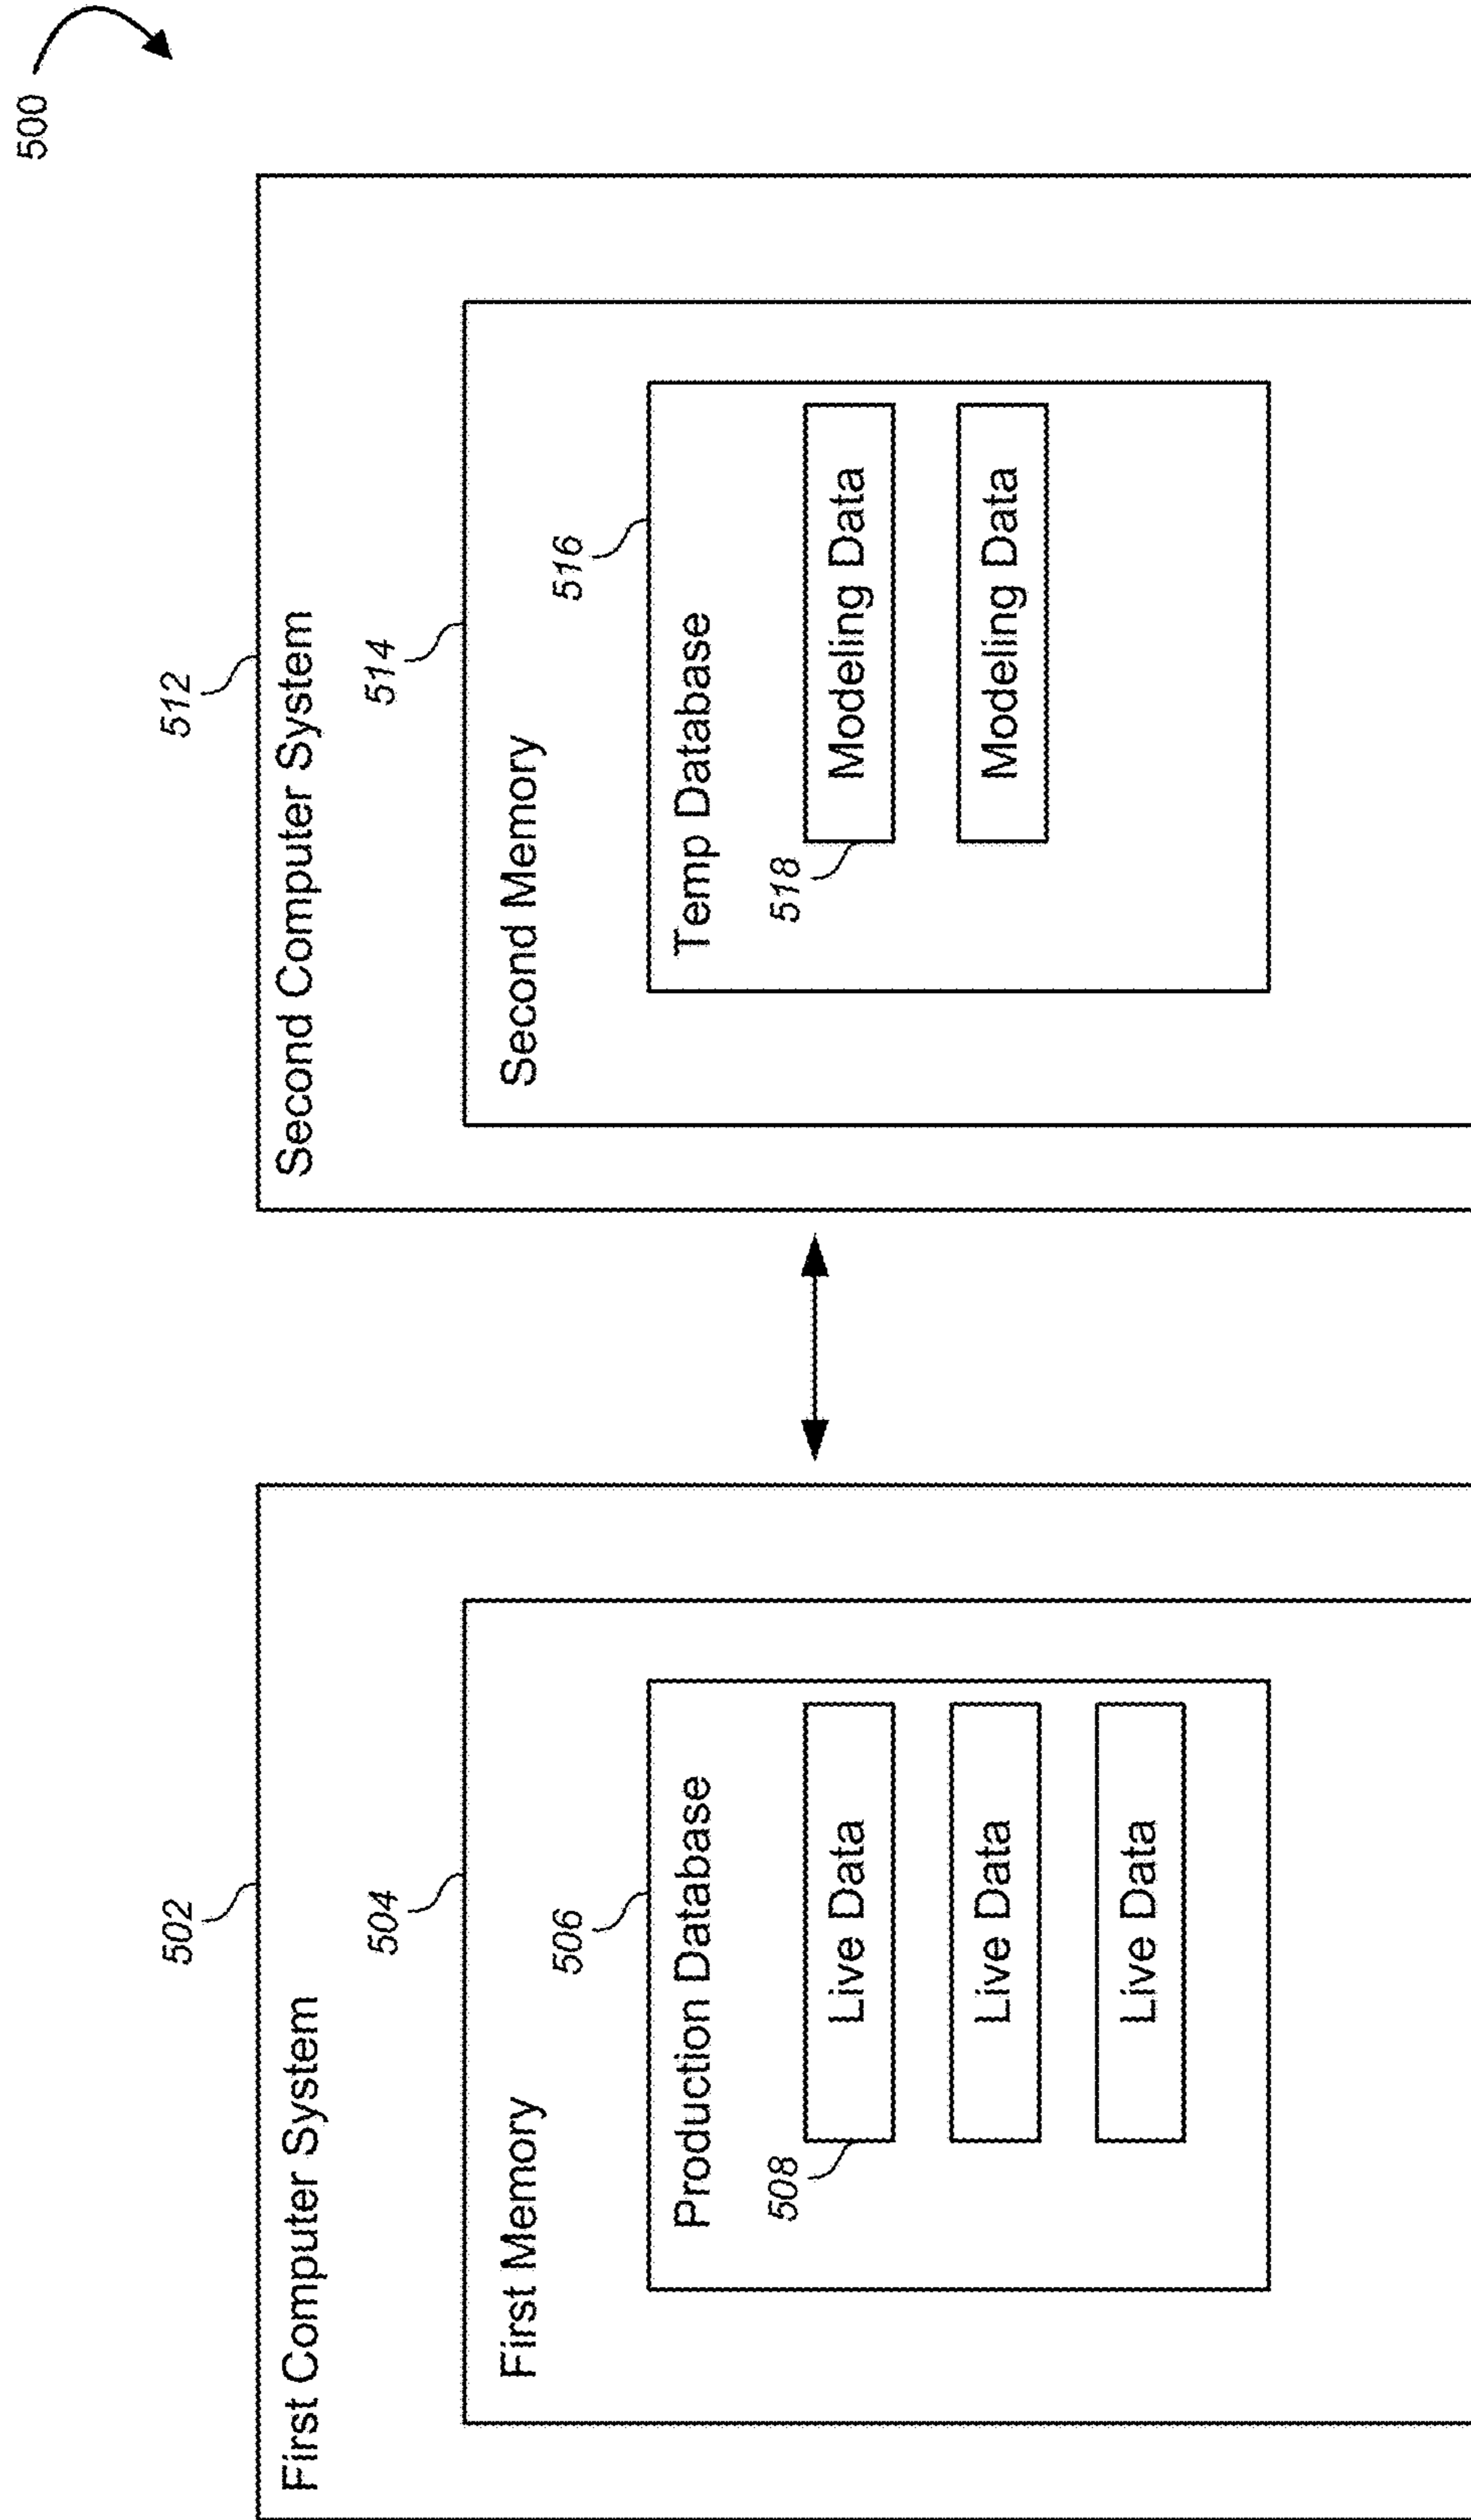 500
502
First Computer System
504
First Memory
506
Production Database
508
Live Data
Live Data
Live Data
512
Second Computer System
514
Second Memory
516
Temp Database
518
Modeling Data
Modeling Data